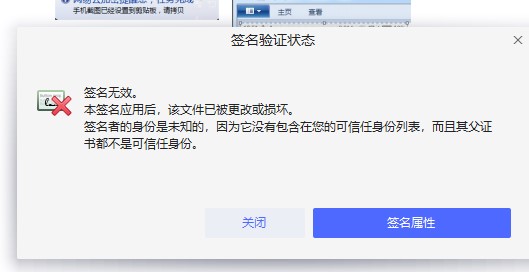 手机截图已经设置到剪贴板，请拷贝
主页 查看
签名验证状态
签名无效。
本签名应用后，该文件已被更改或损坏。
签名者的身份是未知的，因为它没有包含在您的可信任身份列表，而且其父证
书都不是可信任身份。
关闭
签名属性